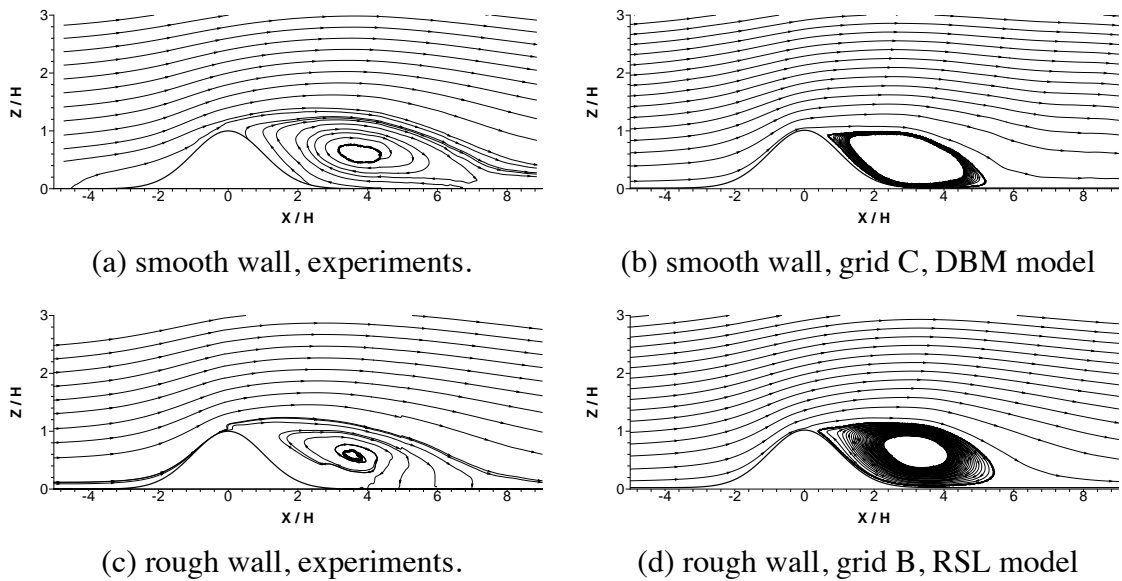 3
2
1
0
Z / H
-4 -2 0 2 4 6 8
X / H
(a) smooth wall, experiments.
3
2
1
0
Z / H
-4 -2 0 2 4 6 8
X / H
(b) smooth wall, grid C, DBM model
3
2
1
0
Z / H
-4 -2 0 2 4 6 8
X / H
(c) rough wall, experiments.
3
2
1
0
Z / H
-4 -2 0 2 4 6 8
X / H
(d) rough wall, grid B, RSL model